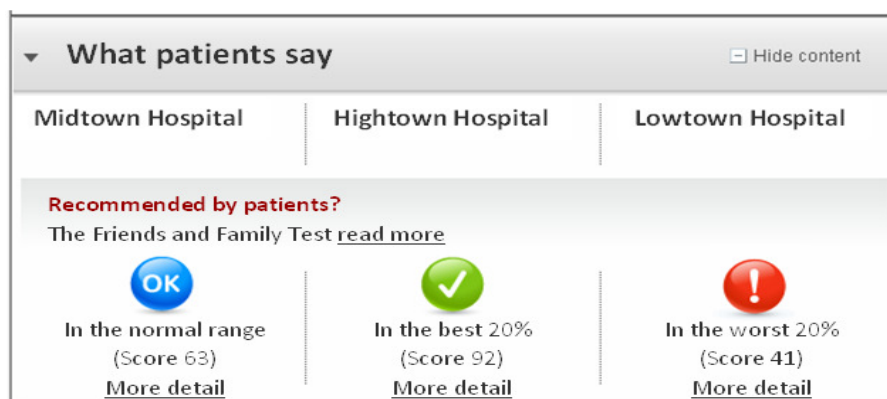 What patients say
Hide content
Midtown Hospital
Hightown Hospital
Lowtown Hospital
Recommended by patients?
The Friends and Family Test read more
OK
In the normal range
(Score 63)
More detail
In the best 20%
(Score 92)
More detail
!
In the worst 20%
(Score 41)
More detail